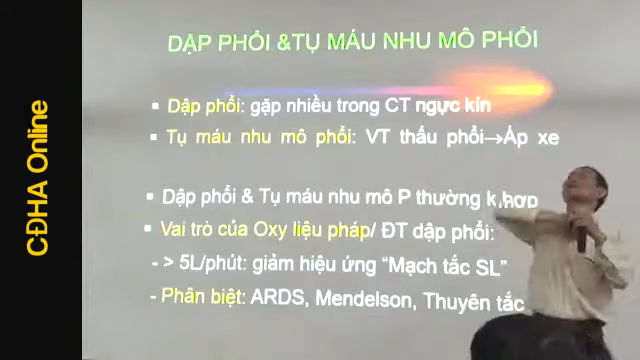 DẬP PHỔI &TỤ MÁU NHU MÔ PHỔI
CĐHA Online
▪ Dập phổi: gặp nhiều trong CT ngực kín
▪ Tụ máu nhu mô phổi: VT thấu phổi→Áp xe
▪ Dập phổi & Tụ máu nhu mô P thường k.hợp
▪ Vai trò của Oxy liệu pháp/ ĐT dập phổi:
- > 5L/phút: giảm hiệu ứng “Mạch tắc SL”
- Phân biệt: ARDS, Mendelson, Thuyên tắc